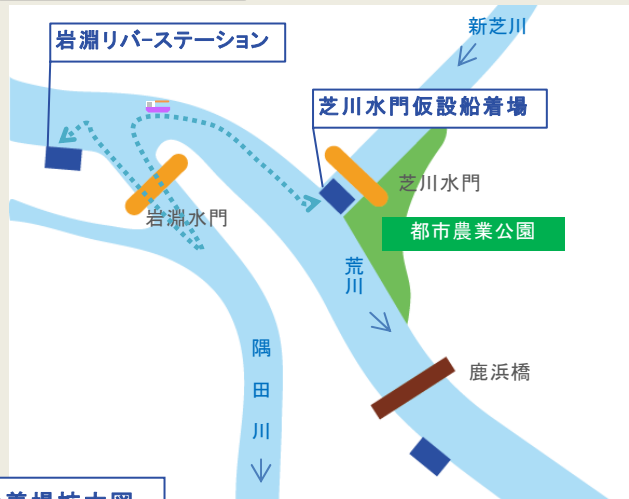 新芝川
岩淵リバーステーション
芝川水門仮設船着場
芝川水門
岩淵水門
都市農業公園
荒川
隅田川
鹿浜橋